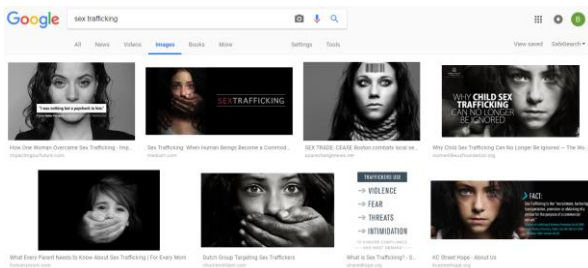 Google
sex trafficking
All News Videos Images Books More Settings Tools
View saved SafeSearch
"I was nothing but a paycheck to him."
SEXTRAFFICKING
WHY CHILD SEX
TRAFFICKING
CAN NO LONGER
BE IGNORED
How One Woman Overcame Sex Trafficking - Imp...
Sex Trafficking: When Human Beings Become a Commod...
medium.com
SEX TRADE: CEASE Boston combats local se...
Why Child Sex Trafficking Can No Longer Be Ignored — The Wo...
TRAFFICKERS USE
→ VIOLENCE
→ FEAR
→ THREATS
→ INTIMIDATION
FACT:
What Every Parent Needs to Know About Sex Trafficking | For Every Mom
Dutch Group Targeting Sex Traffickers
What is Sex Trafficking? - S...
KC Street Hope - About Us